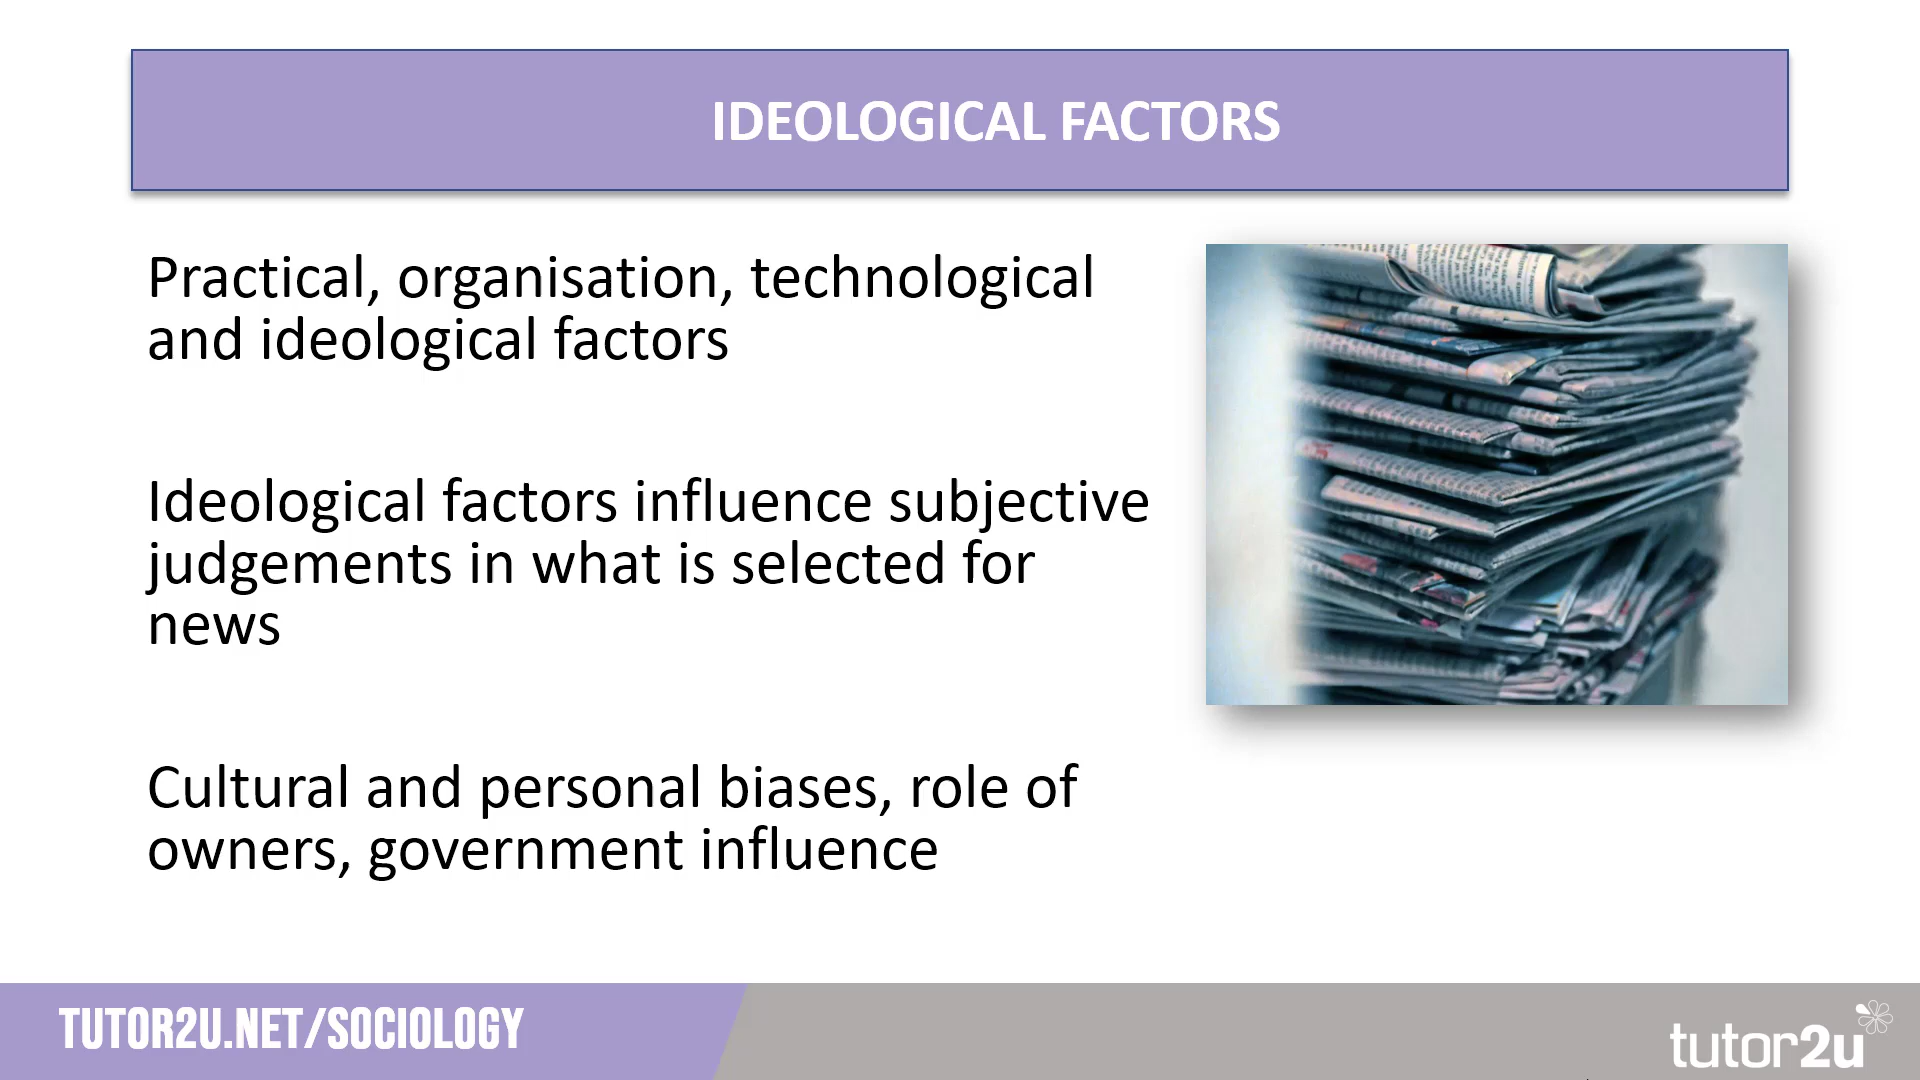 IDEOLOGICAL FACTORS
Practical, organisation, technological
and ideological factors
Ideological factors influence subjective
judgements in what is selected for
news
Cultural and personal biases, role of
owners, government influence
TUTOR2U.NET/SOCIOLOGY
tutor2u